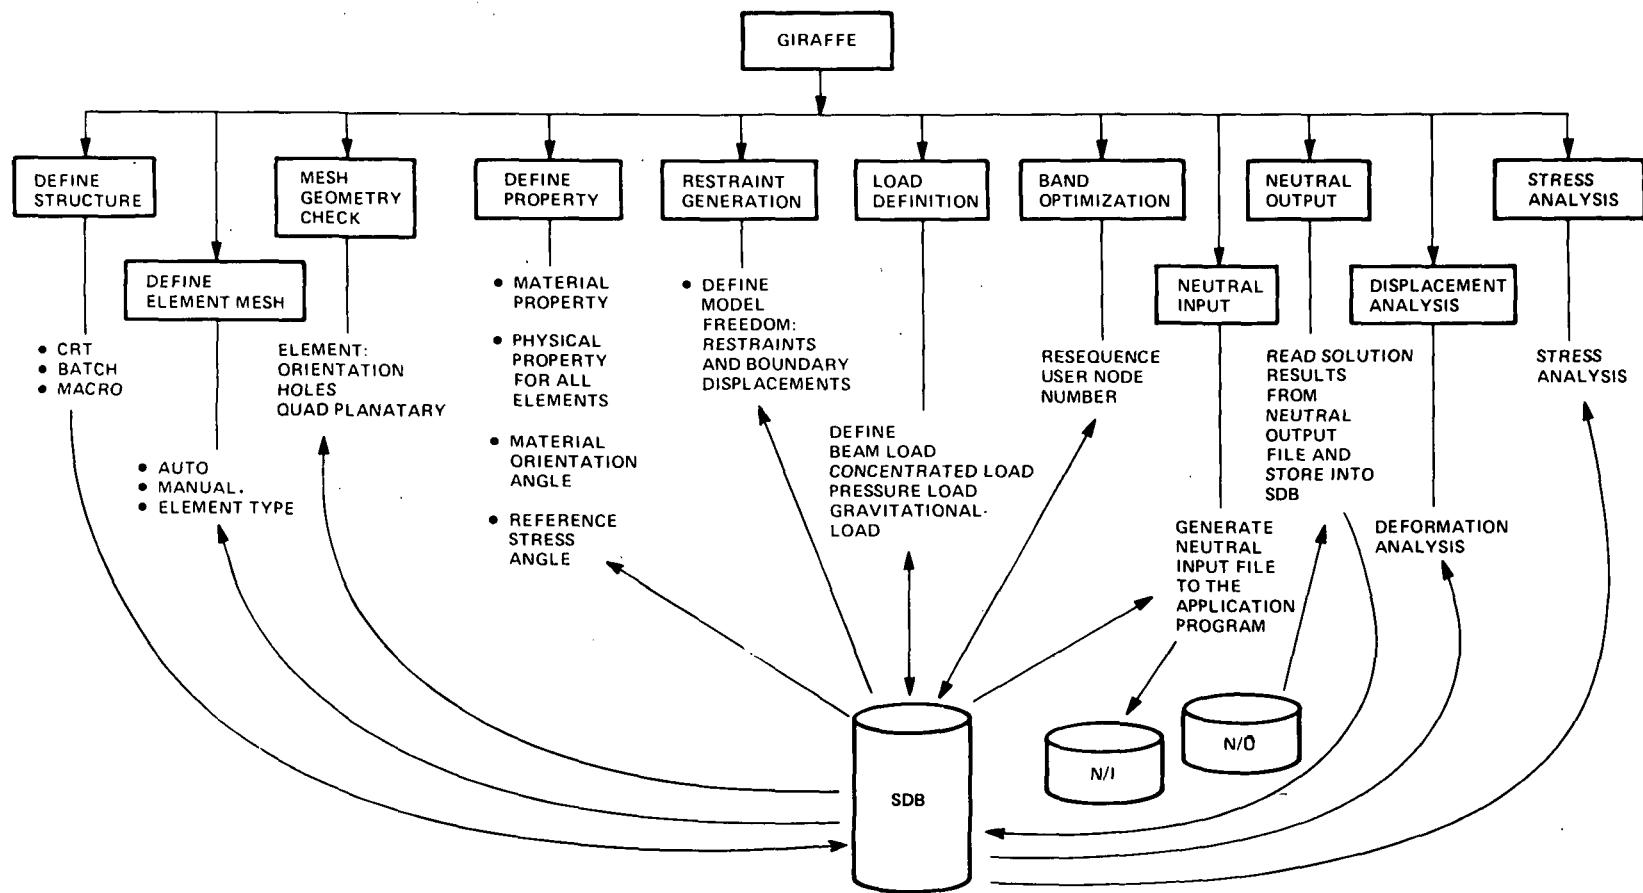 GIRAFFE
DEFINE
STRUCTURE
MESH
GEOMETRY
CHECK
DEFINE
PROPERTY
RESTRAINT
GENERATION
LOAD
DEFINITION
BAND
OPTIMIZATION
NEUTRAL
OUTPUT
STRESS
ANALYSIS
DEFINE
ELEMENT MESH
NEUTRAL
INPUT
DISPLACEMENT
ANALYSIS
• CRT
• BATCH
• MACRO
• AUTO
• MANUAL.
• ELEMENT TYPE
ELEMENT:
ORIENTATION
HOLES
QUAD PLANATARY
• MATERIAL
PROPERTY
• PHYSICAL
PROPERTY
FOR ALL
ELEMENTS
• MATERIAL
ORIENTATION
ANGLE
• REFERENCE
STRESS
ANGLE
• DEFINE
MODEL
FREEDOM:
RESTRAINTS
AND BOUNDARY
DISPLACEMENTS
DEFINE
BEAM LOAD
CONCENTRATED LOAD
PRESSURE LOAD
GRAVITATIONAL-
LOAD
RESEQUENCE
USER NODE
NUMBER
GENERATE
NEUTRAL
INPUT FILE
TO THE
APPLICATION
PROGRAM
READ SOLUTION
RESULTS
FROM
NEUTRAL
OUTPUT
FILE AND
STORE INTO
SDB
DEFORMATION
ANALYSIS
STRESS
ANALYSIS
SDB
N/I
N/O